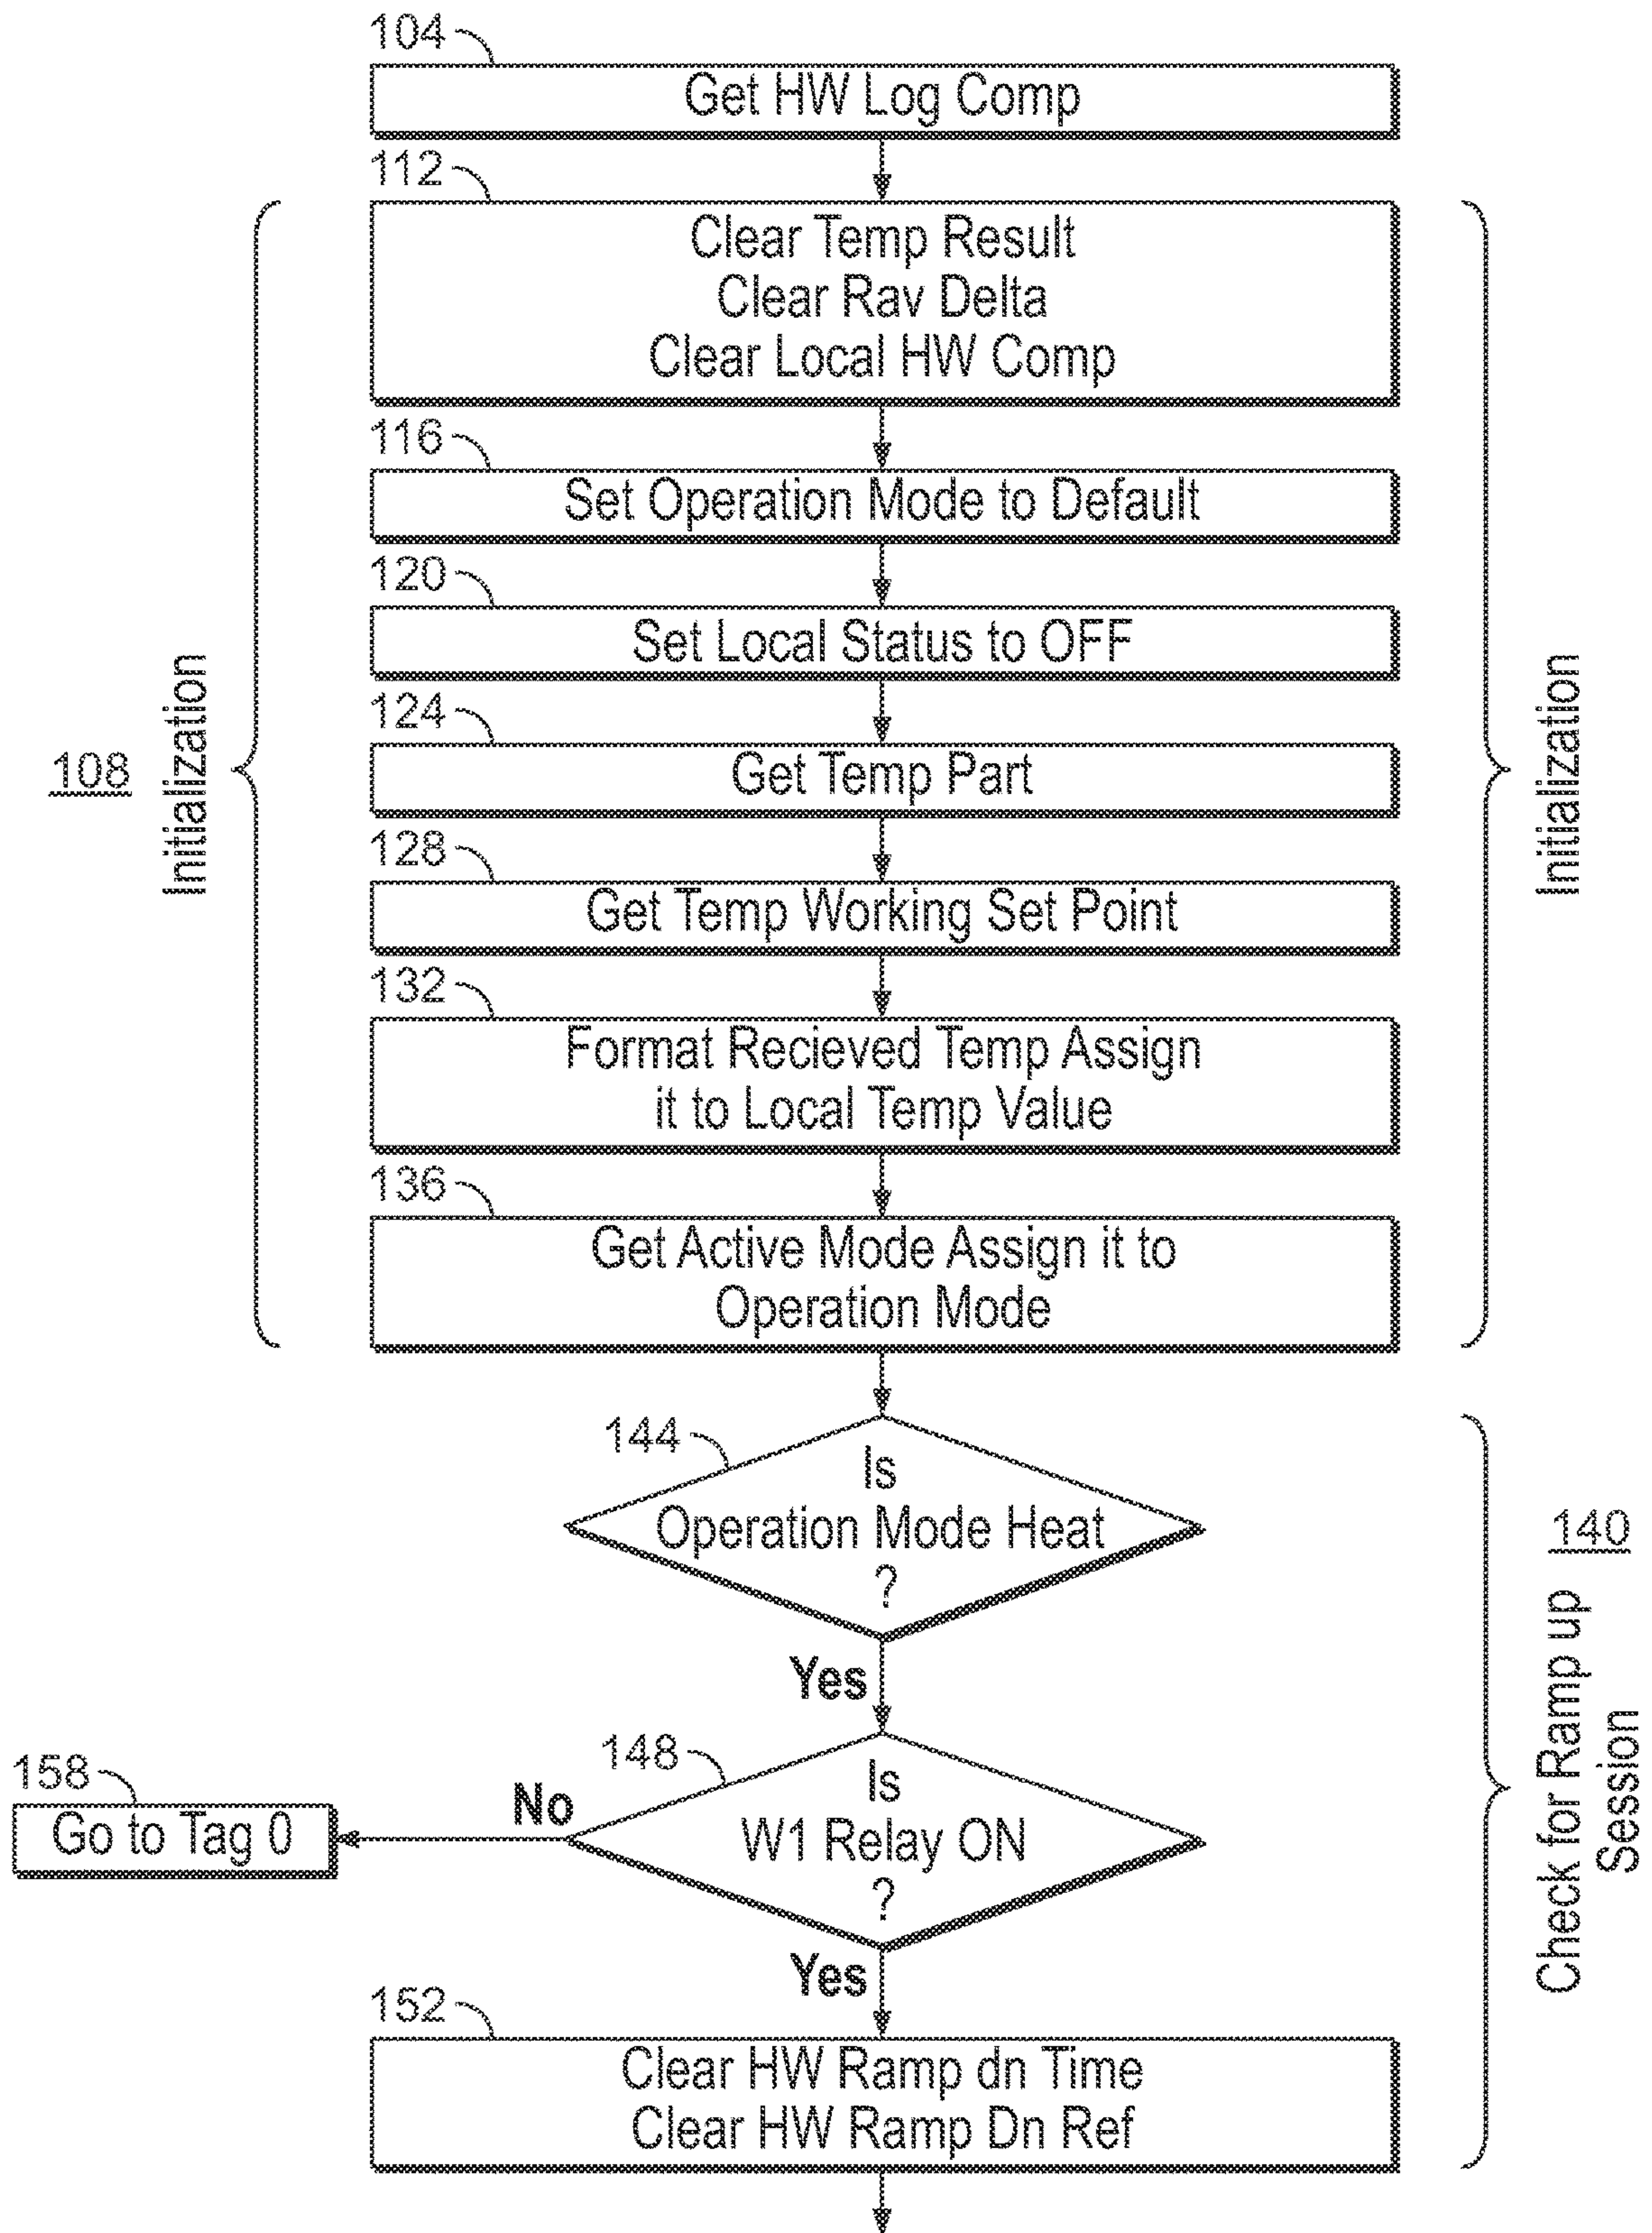 104
Get HW Log Comp
112
Clear Temp Result
Clear Rav Delta
Clear Local HW Comp
116
Set Operation Mode to Default
120
Set Local Status to OFF
108
Initialization
Initialization
124
Get Temp Part
128
Get Temp Working Set Point
132
Format Recieved Temp Assign
it to Local Temp Value
136
Get Active Mode Assign it to
Operation Mode
144
Is
Operation Mode Heat
?
140
Check for Ramp up
Session
Yes
148
Is
W1 Relay ON
?
No
158
Go to Tag 0
Yes
152
Clear HW Ramp dn Time
Clear HW Ramp Dn Ref